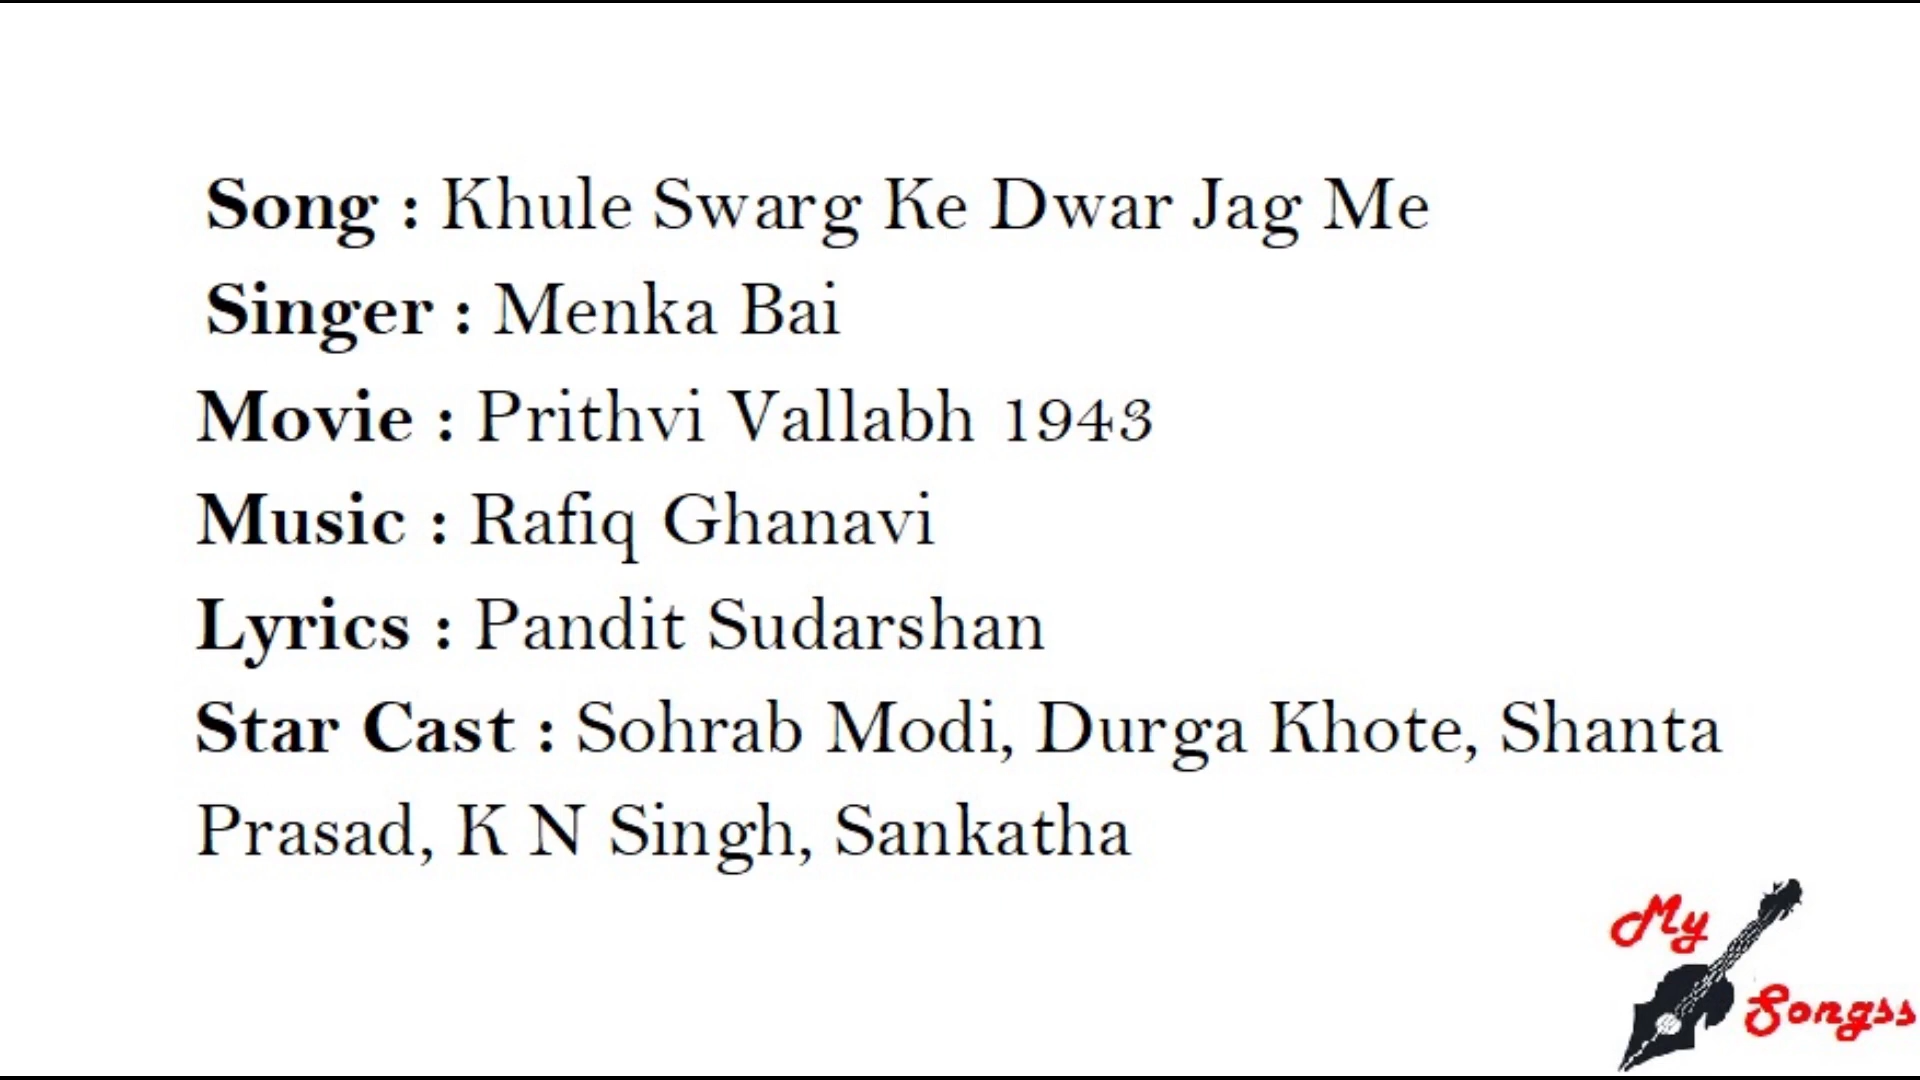 Song : Khule Swarg Ke Dwar Jag Me
Singer : Menka Bai
Movie : Prithvi Vallabh 1943
Music : Rafiq Ghanavi
Lyrics : Pandit Sudarshan
Star Cast : Sohrab Modi, Durga Khote, Shanta
Prasad, K N Singh, Sankatha
My
Songss